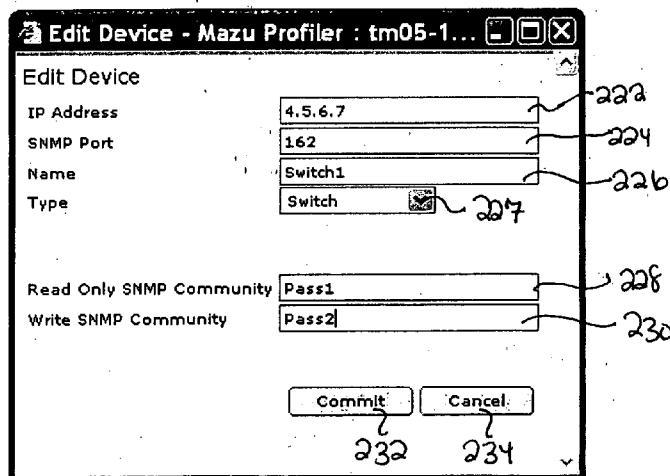 Edit Device - Mazu Profiler : tm05-1...
Edit Device
IP Address 4.5.6.7 222
SNMP Port 162 224
Name Switch1 226
Type Switch 227
Read Only SNMP Community Pass1 228
Write SNMP Community Pass2 230
Commit Cancel
232 234